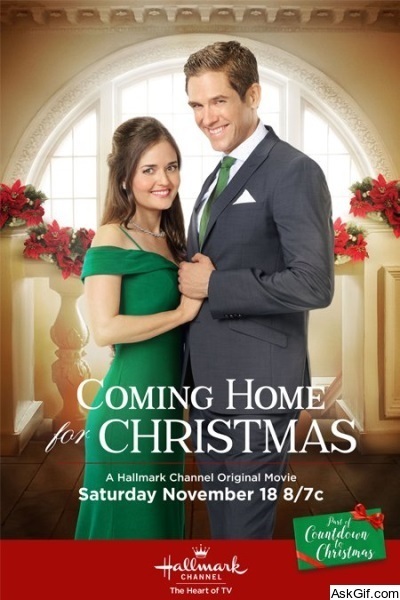 COMING HOME
for CHRISTMAS
A Hallmark Channel Original Movie
Saturday November 18 8/7c
Part of
Countdown
to
Christmas
Hallmark
CHANNEL
The Heart of TV
AskGif.com